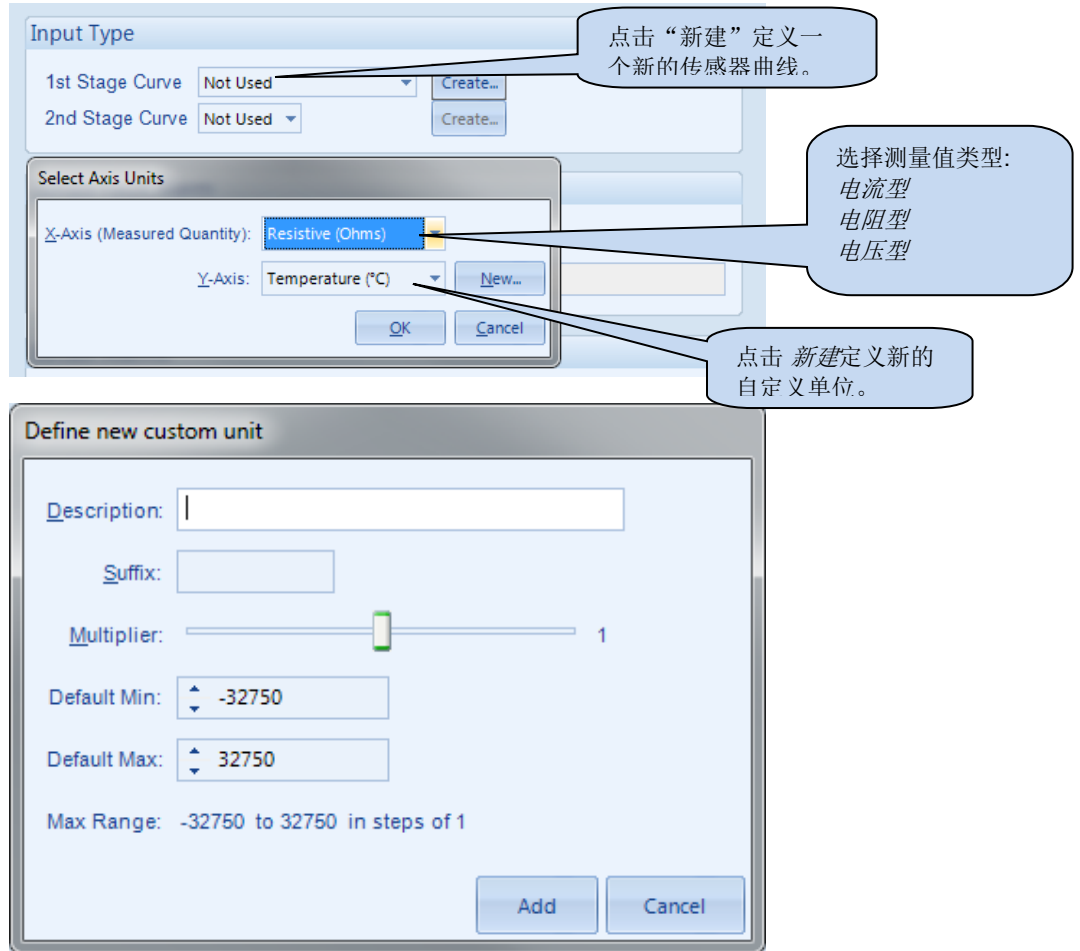 Input Type
点击“新建”定义一
个新的传感器曲线。
1st Stage Curve Not Used Create...
2nd Stage Curve Not Used Create...
Select Axis Units
X-Axis (Measured Quantity): Resistive (Ohms)
Y-Axis: Temperature (°C) New...
OK Cancel
选择测量值类型:
电流型
电阻型
电压型
点击 新建定义新的
自定义单位。
Define new custom unit
Description:
Suffix:
Multiplier: 1
Default Min: -32750
Default Max: 32750
Max Range: -32750 to 32750 in steps of 1
Add Cancel